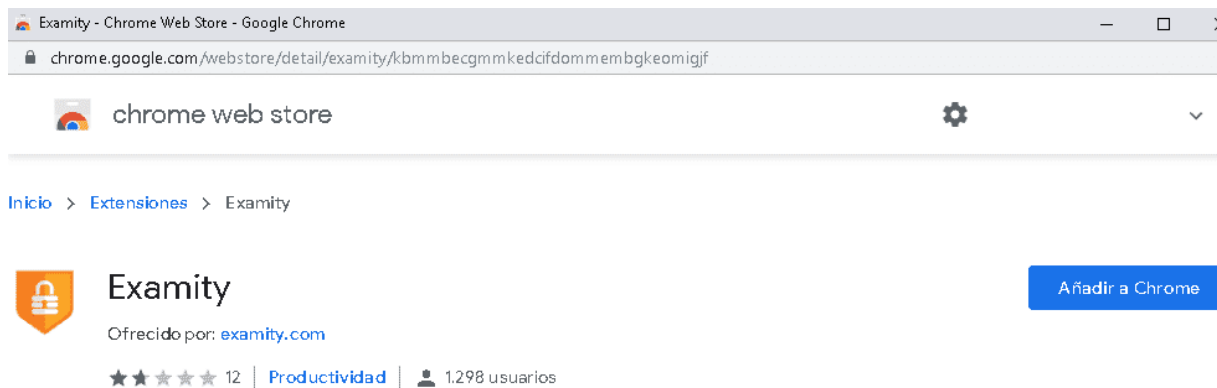 Examity - Chrome Web Store - Google Chrome
chrome.google.com/webstore/detail/examity/kbmmbecgmmkedcifdommembgkeomigjf
chrome web store
Inicio > Extensiones > Examity
Examity
Añadir a Chrome
Ofrecido por: examity.com
12 | Productividad | 1.298 usuarios